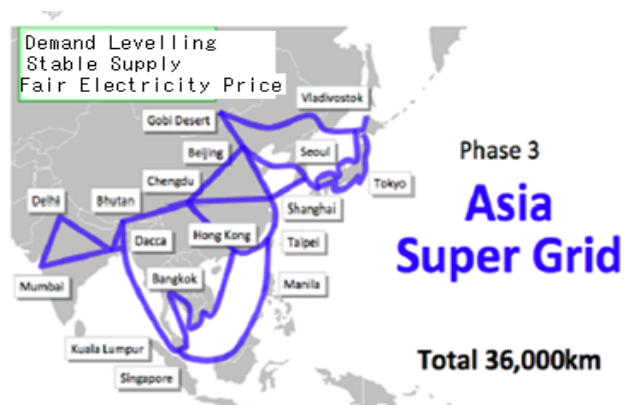 Demand Levelling
Stable Supply
Fair Electricity Price
Vladivostok
Gobi Desert
Beijing
Seoul
Phase 3
Chengdu
Tokyo
Delhi
Bhutan
Shanghai
Asia
Super Grid
Dacca
Hong Kong
Taipei
Bangkok
Mumbai
Manila
Kuala Lumpur
Total 36,000km
Singapore